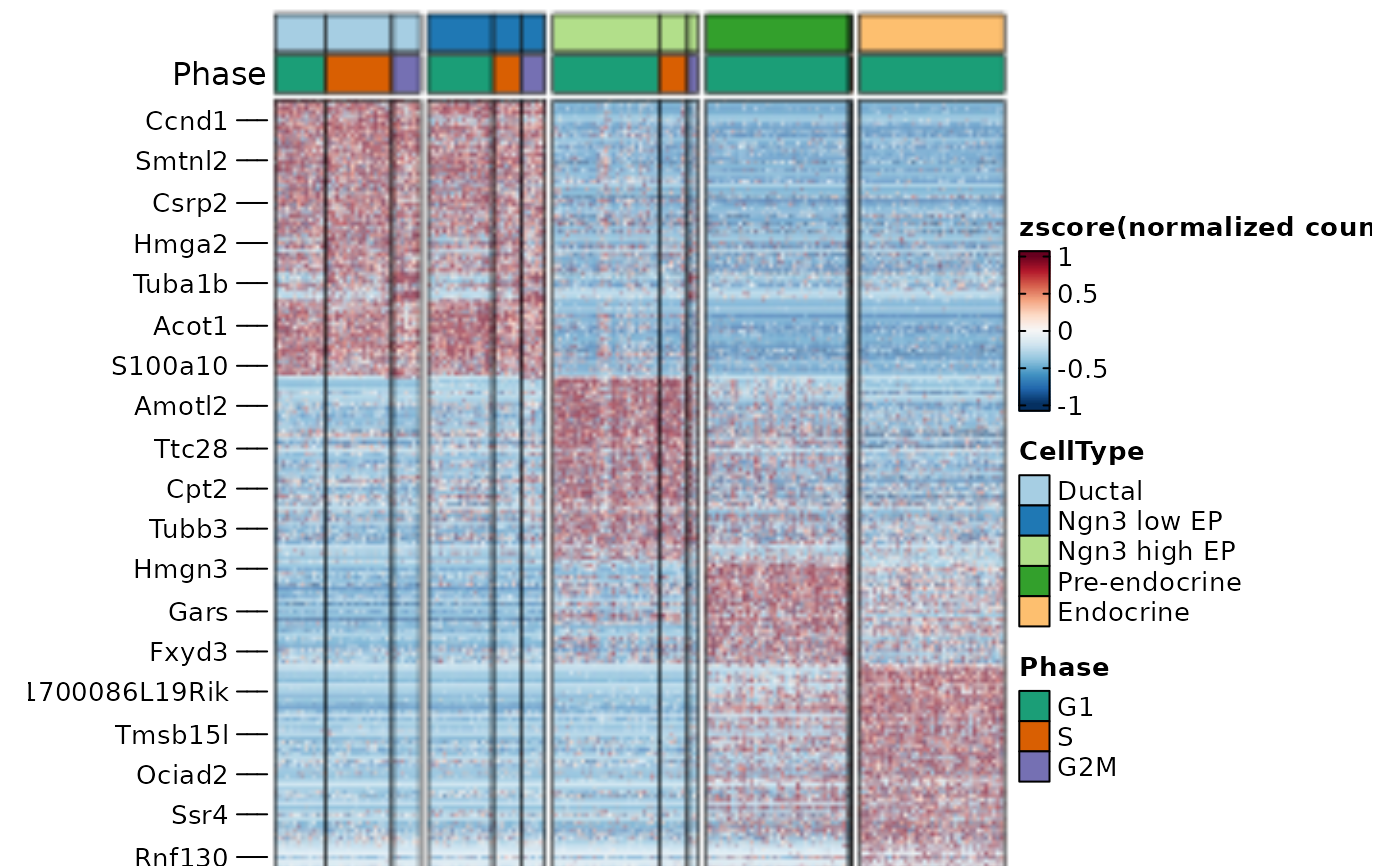 Phase
Ccnd1
Smtnl2
Csrp2
Hmga2
Tuba1b
Acot1
S100a10
Amotl2
Ttc28
Cpt2
Tubb3
Hmgn3
Gars
Fxyd3
1700086L19Rik
Tmsb15l
Ociad2
Ssr4
Rnf130
zscore(normalized coun
1
0.5
0
-0.5
-1
CellType
Ductal
Ngn3 low EP
Ngn3 high EP
Pre-endocrine
Endocrine
Phase
G1
S
G2M